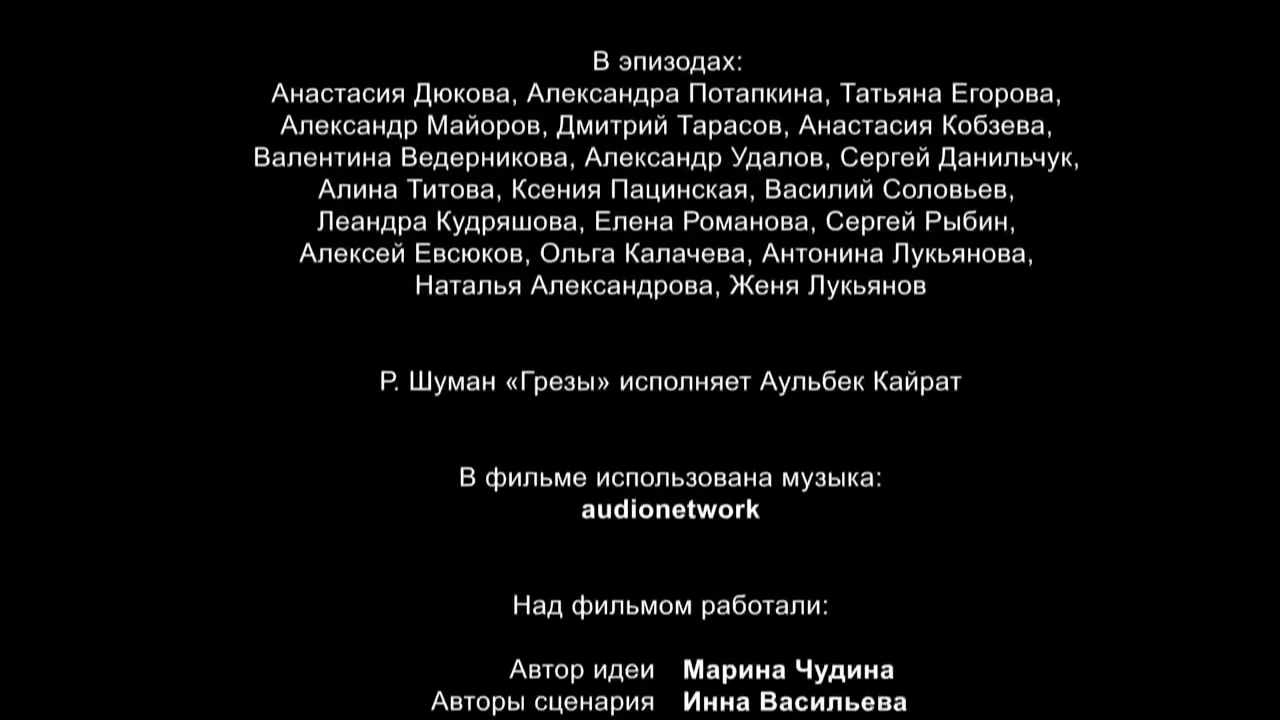 В эпизодах:
Анастасия Дюкова, Александра Потапкина, Татьяна Егорова,
Александр Майоров, Дмитрий Тарасов, Анастасия Кобзева,
Валентина Ведерникова, Александр Удалов, Сергей Данильчук,
Алина Титова, Ксения Пацинская, Василий Соловьев,
Леандра Кудряшова, Елена Романова, Сергей Рыбин,
Алексей Евсюков, Ольга Калачева, Антонина Лукьянова,
Наталья Александрова, Женя Лукьянов
Р. Шуман «Грезы» исполняет Аульбек Кайрат
В фильме использована музыка:
audionetwork
Над фильмом работали:
Автор идеи Марина Чудина
Авторы сценария Инна Васильева